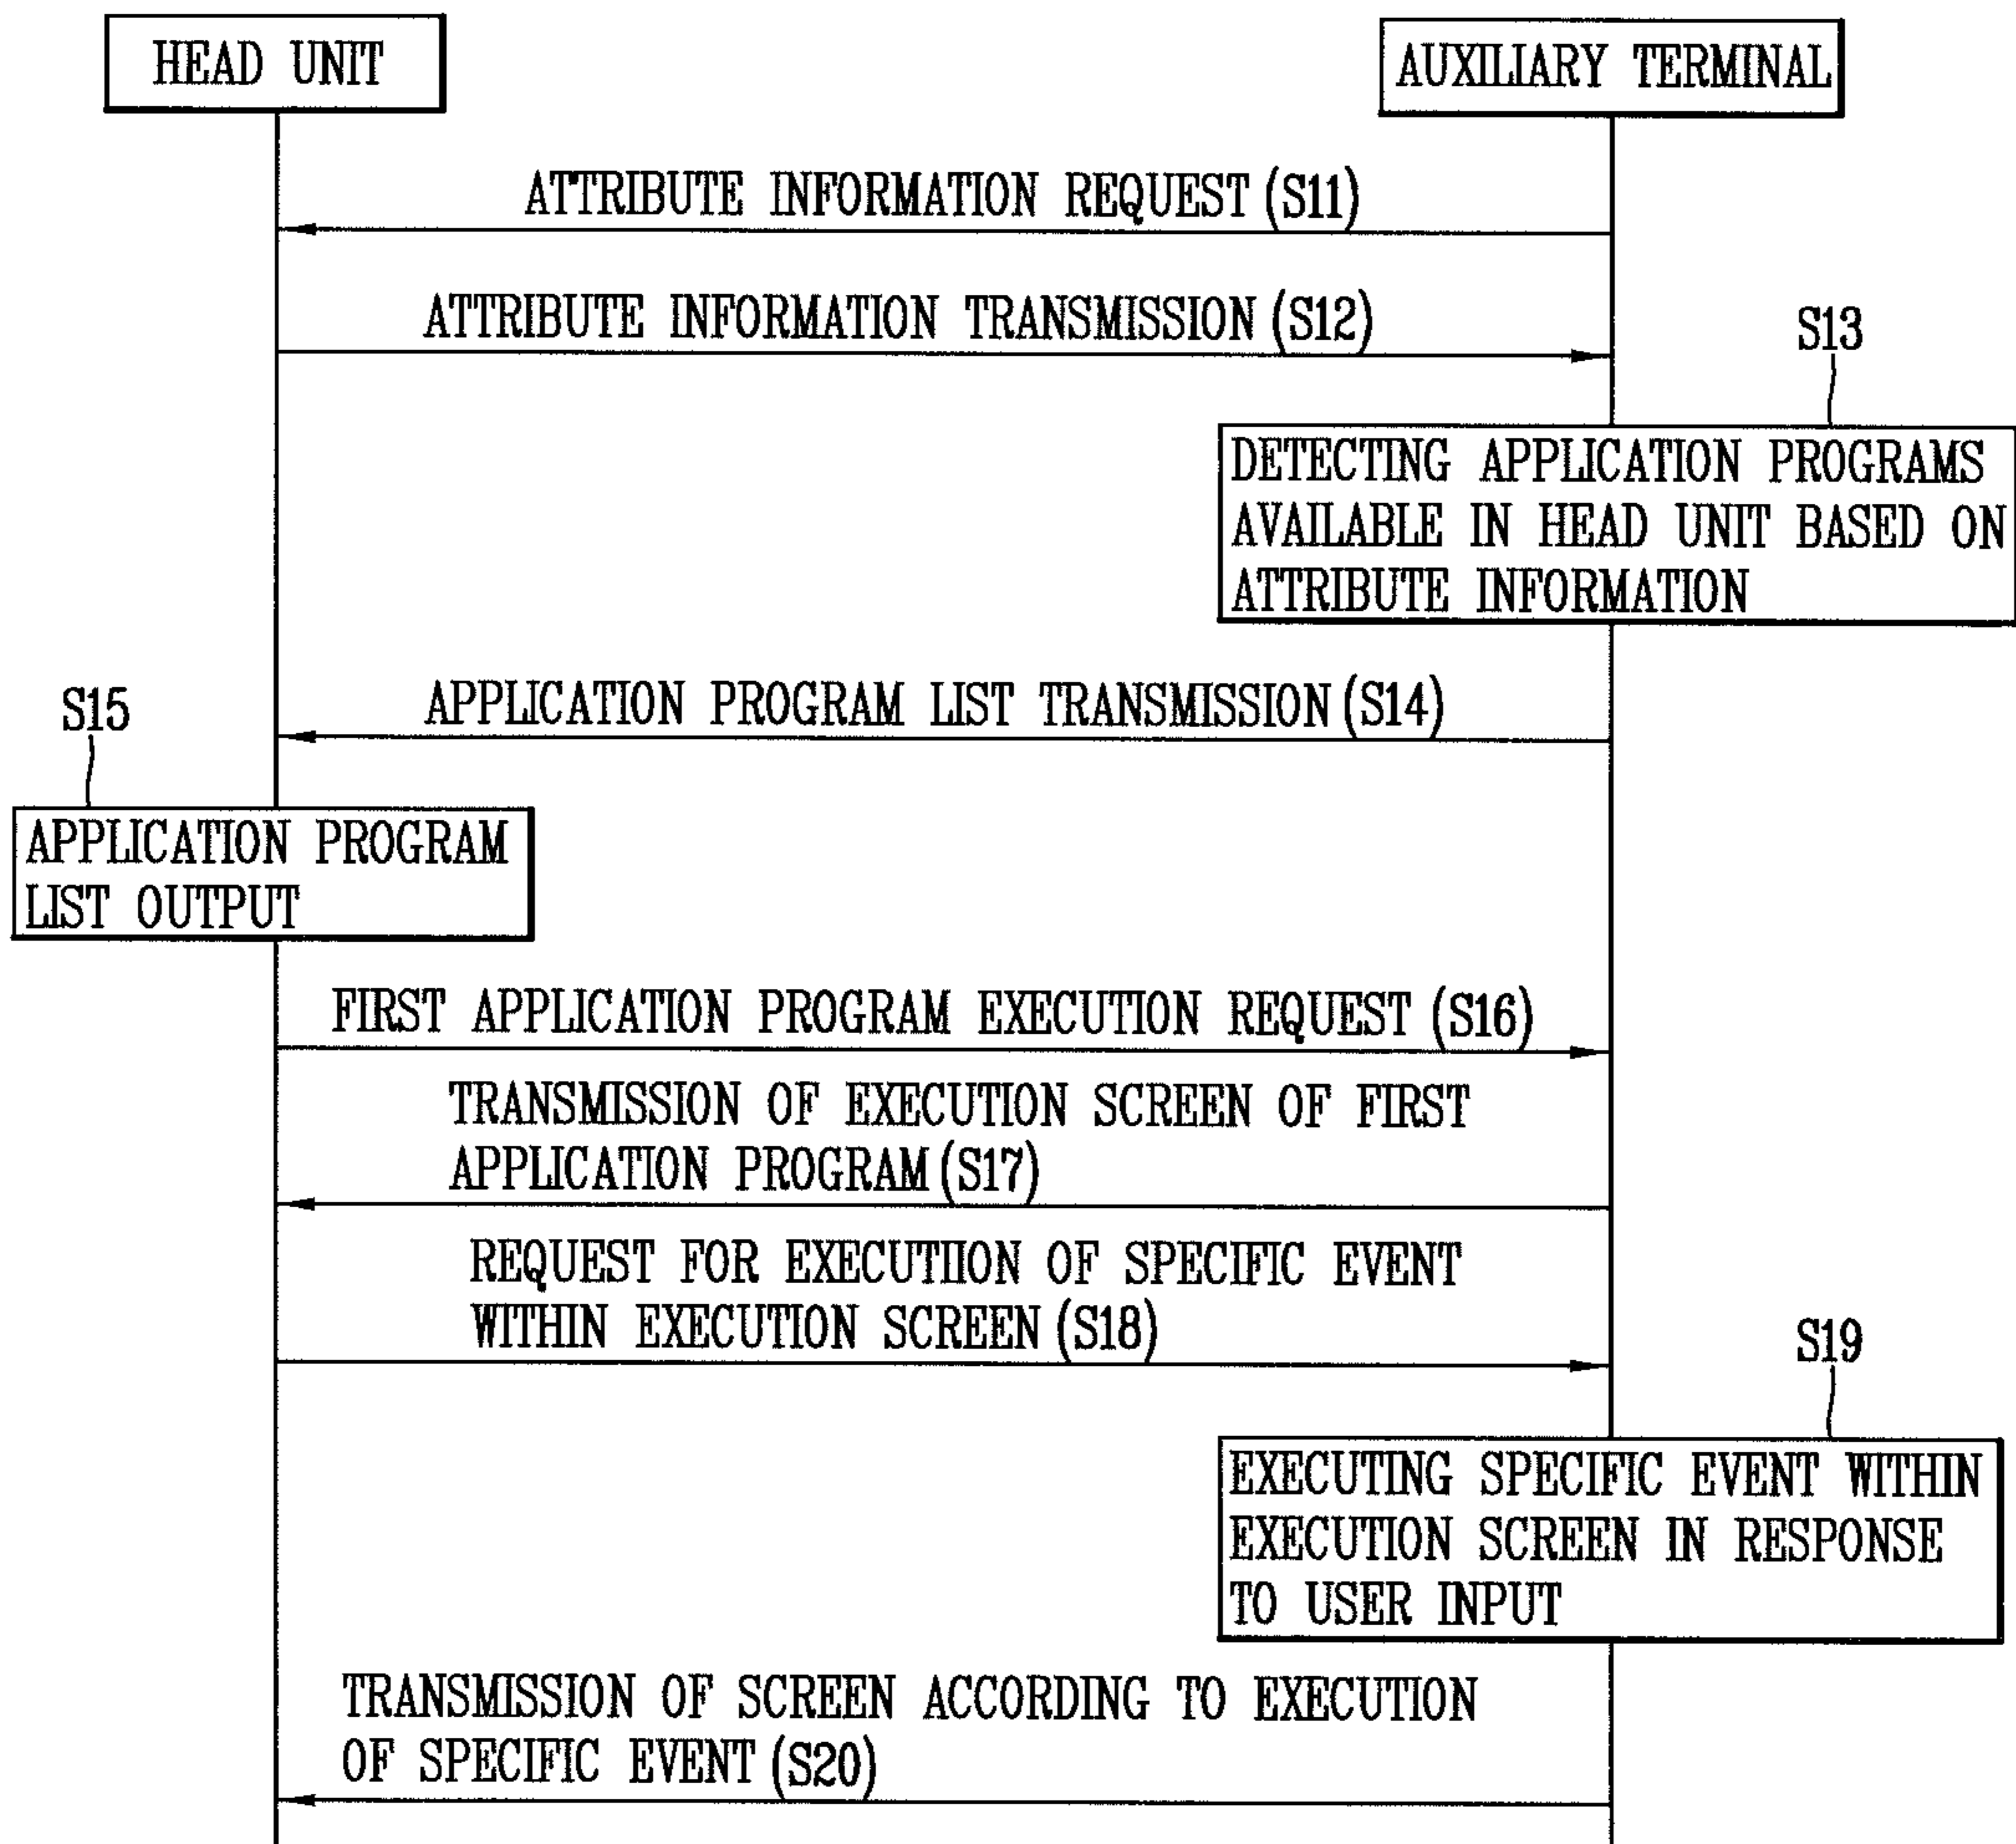 HEAD UNIT
AUXILIARY TERMINAL
ATTRIBUTE INFORMATION REQUEST (S11)
ATTRIBUTE INFORMATION TRANSMISSION (S12)
S13
DETECTING APPLICATION PROGRAMS
AVAILABLE IN HEAD UNIT BASED ON
ATTRIBUTE INFORMATION
APPLICATION PROGRAM LIST TRANSMISSION (S14)
S15
APPLICATION PROGRAM
LIST OUTPUT
FIRST APPLICATION PROGRAM EXECUTION REQUEST (S16)
TRANSMISSION OF EXECUTION SCREEN OF FIRST
APPLICATION PROGRAM (S17)
REQUEST FOR EXECUTIION OF SPECIFIC EVENT
WITHIN EXECUTION SCREEN (S18)
S19
EXECUTING SPECIFIC EVENT WITHIN
EXECUTION SCREEN IN RESPONSE
TO USER INPUT
TRANSMISSION OF SCREEN ACCORDING TO EXECUTION
OF SPECIFIC EVENT (S20)